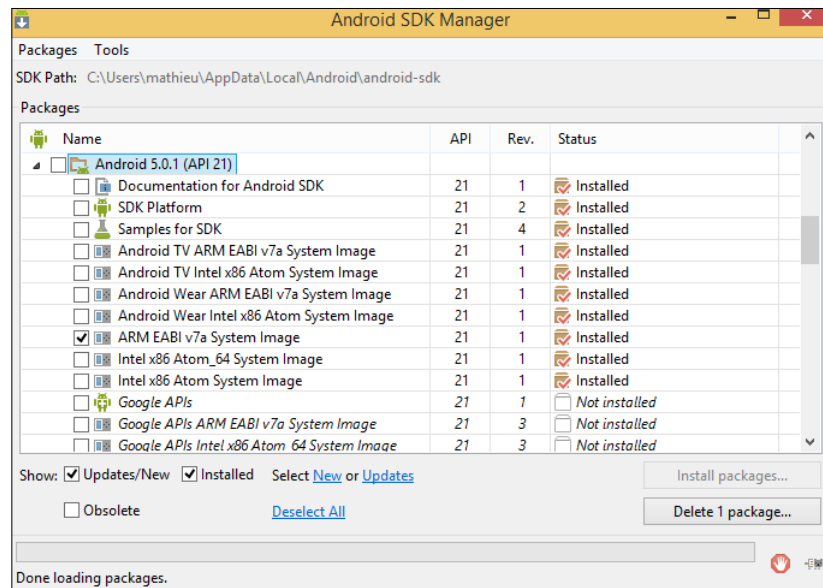 Android SDK Manager
Packages Tools
SDK Path: C:\Users\mathieu\AppData\Local\Android\android-sdk
Packages
Name API Rev. Status
Android 5.0.1 (API 21)
Documentation for Android SDK 21 1 Installed
SDK Platform 21 2 Installed
Samples for SDK 21 4 Installed
Android TV ARM EABI v7a System Image 21 1 Installed
Android TV Intel x86 Atom System Image 21 1 Installed
Android Wear ARM EABI v7a System Image 21 1 Installed
Android Wear Intel x86 Atom System Image 21 1 Installed
ARM EABI v7a System Image 21 1 Installed
Intel x86 Atom_64 System Image 21 1 Installed
Intel x86 Atom System Image 21 1 Installed
Google APIs 21 1 Not installed
Google APIs ARM EABI v7a System Image 21 3 Not installed
Google APIs Intel x86 Atom_64 System Image 21 3 Not installed
Show: Updates/New Installed Select New or Updates Install packages...
Obsolete Deselect All Delete 1 package...
Done loading packages.